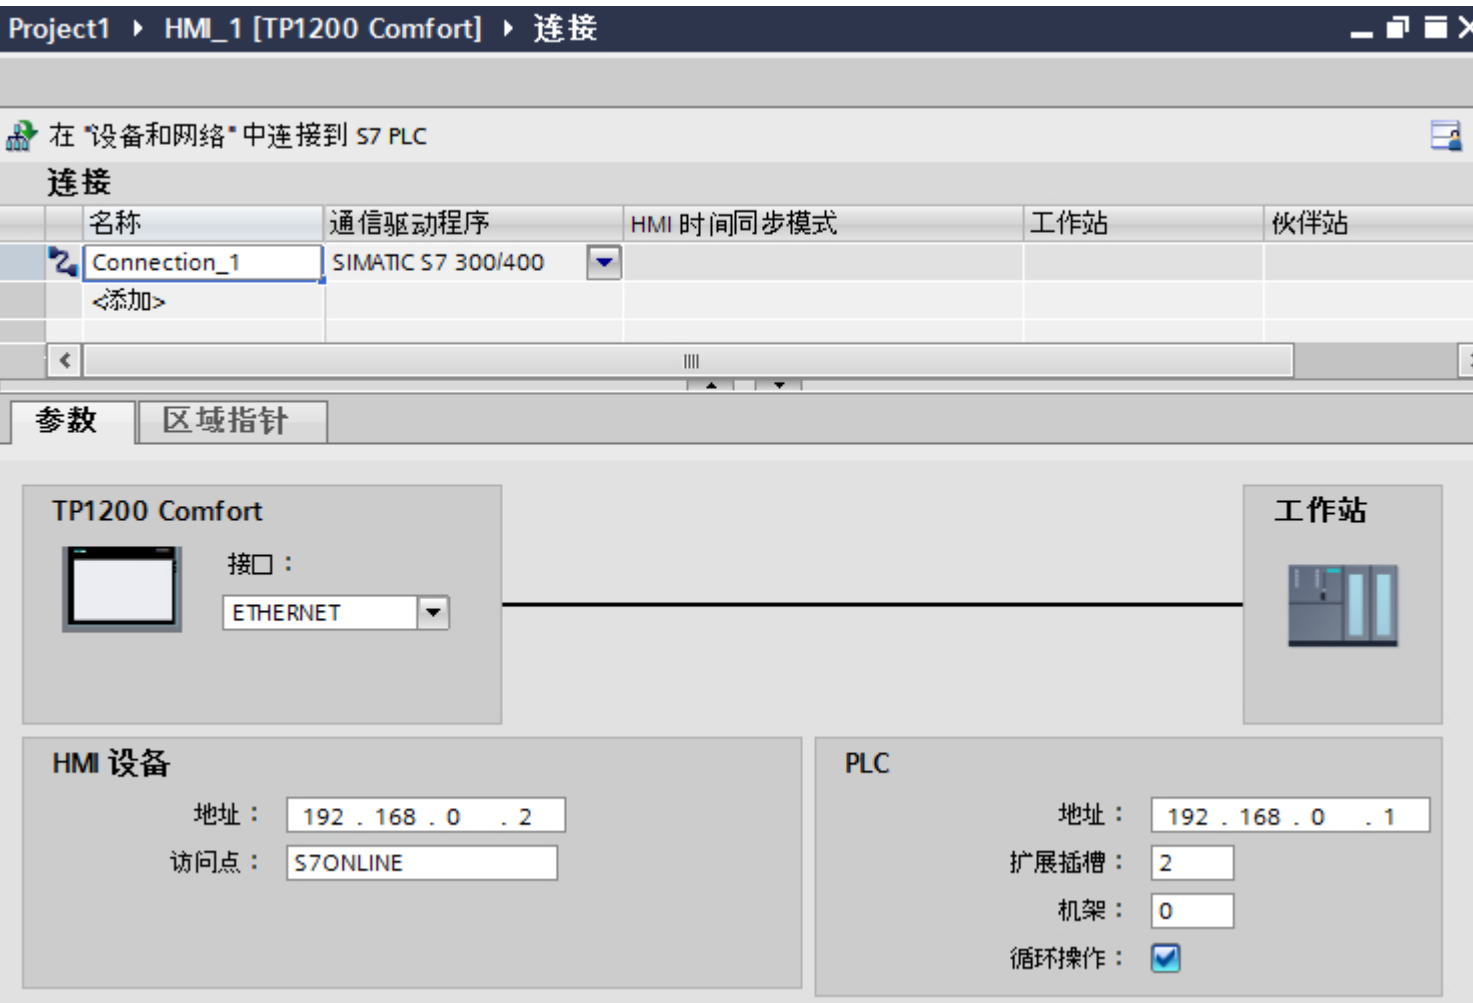 Project1 ▸ HMI_1 [TP1200 Comfort] ▸ 连接
在 "设备和网络" 中连接到 S7 PLC
连接
名称 通信驱动程序 HMI 时间同步模式 工作站 伙伴站
Connection_1 SIMATIC S7 300/400
<添加>
参数 区域指针
TP1200 Comfort 工作站
接口：
ETHERNET
HMI 设备 PLC
地址： 192 . 168 . 0 . 2 地址： 192 . 168 . 0 . 1
访问点： S7ONLINE 扩展插槽： 2
机架： 0
循环操作：